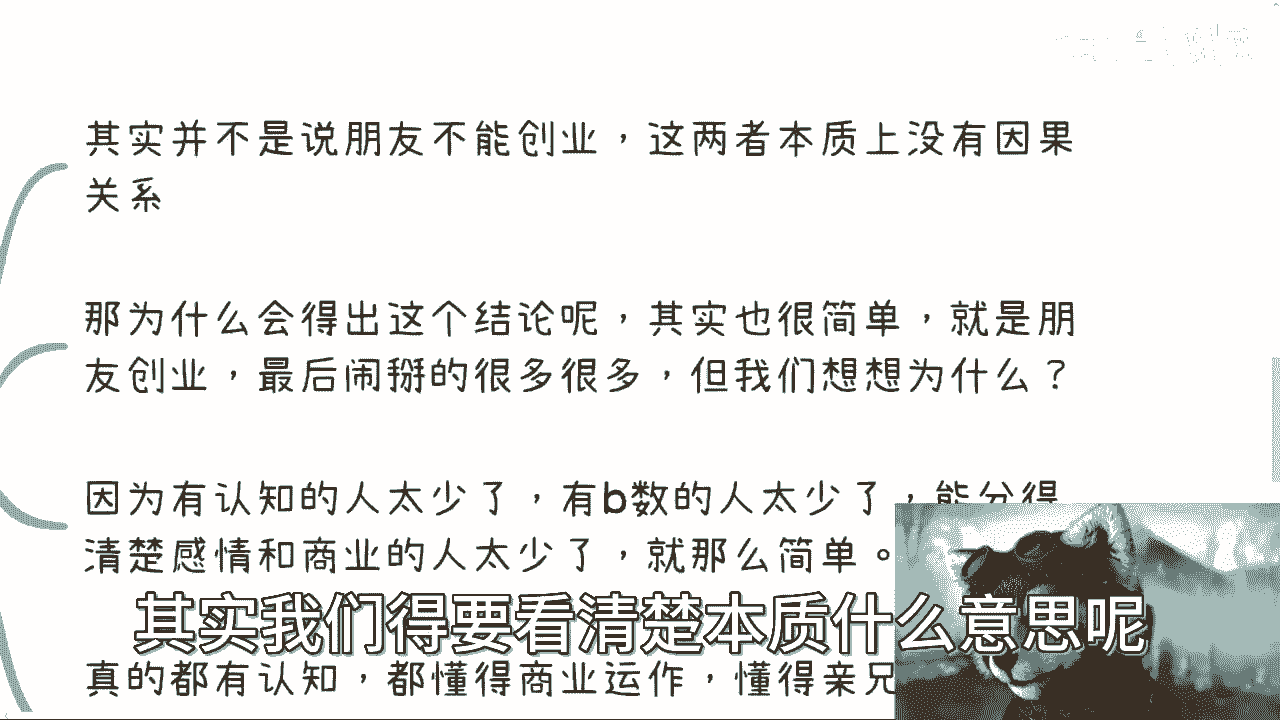 其实并不是说朋友不能创业，这两者本质上没有因果
关系
那为什么会得出这个结论呢，其实也很简单，就是朋
友创业，最后闹掰的很多很多，但我们想想为什么？
因为有认知的人太少了，有b数的人太少了，能分得
清楚感情和商业的人太少了，就那么简单。
其实我们得要看清楚本质什么意思呢
真的都有认知，都懂得商业运作，懂得亲兄